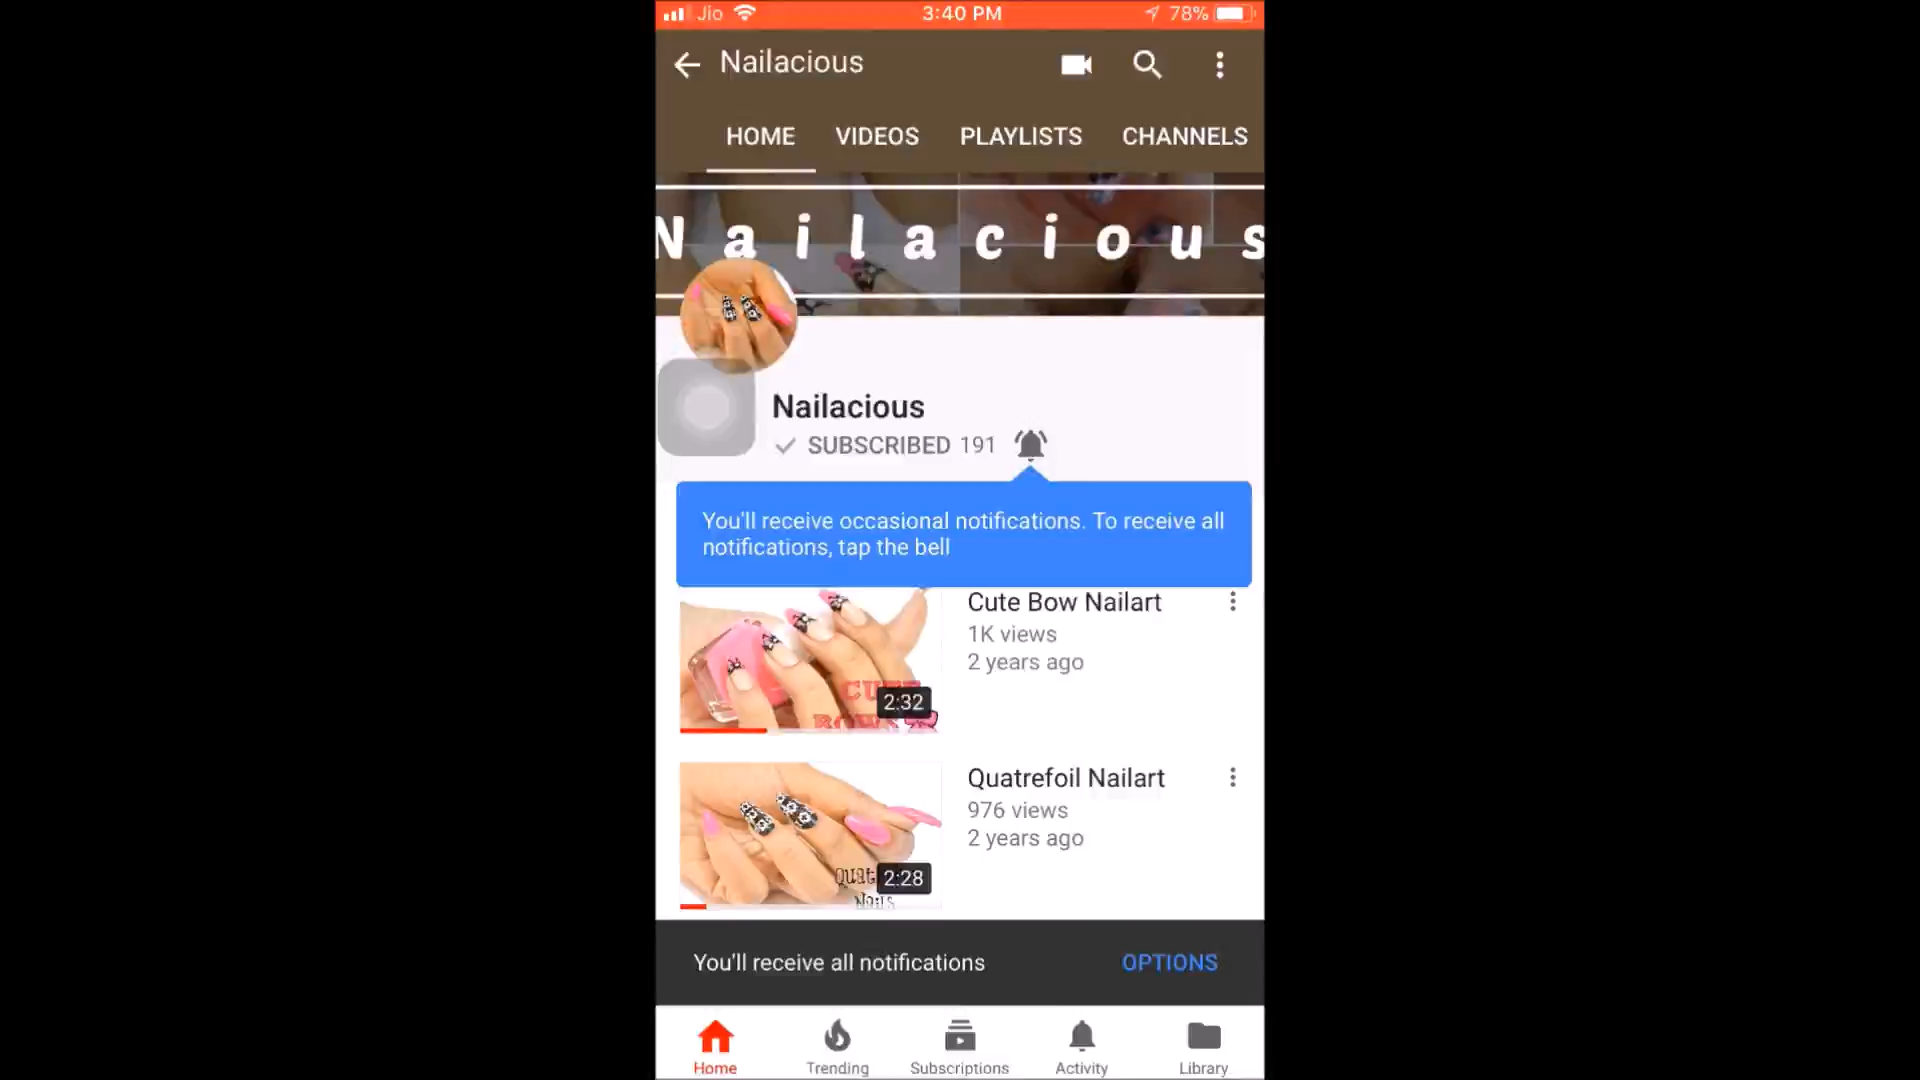 Jio 3:40 PM 78%
Nailacious
HOME VIDEOS PLAYLISTS CHANNELS
Nailacious
Nailacious
SUBSCRIBED 191
You'll receive occasional notifications. To receive all
notifications, tap the bell
Cute Bow Nailart
1K views
2 years ago
2:32
Quatrefoil Nailart
976 views
2 years ago
2:28
Nails
You'll receive all notifications
OPTIONS
Home Trending Subscriptions Activity Library